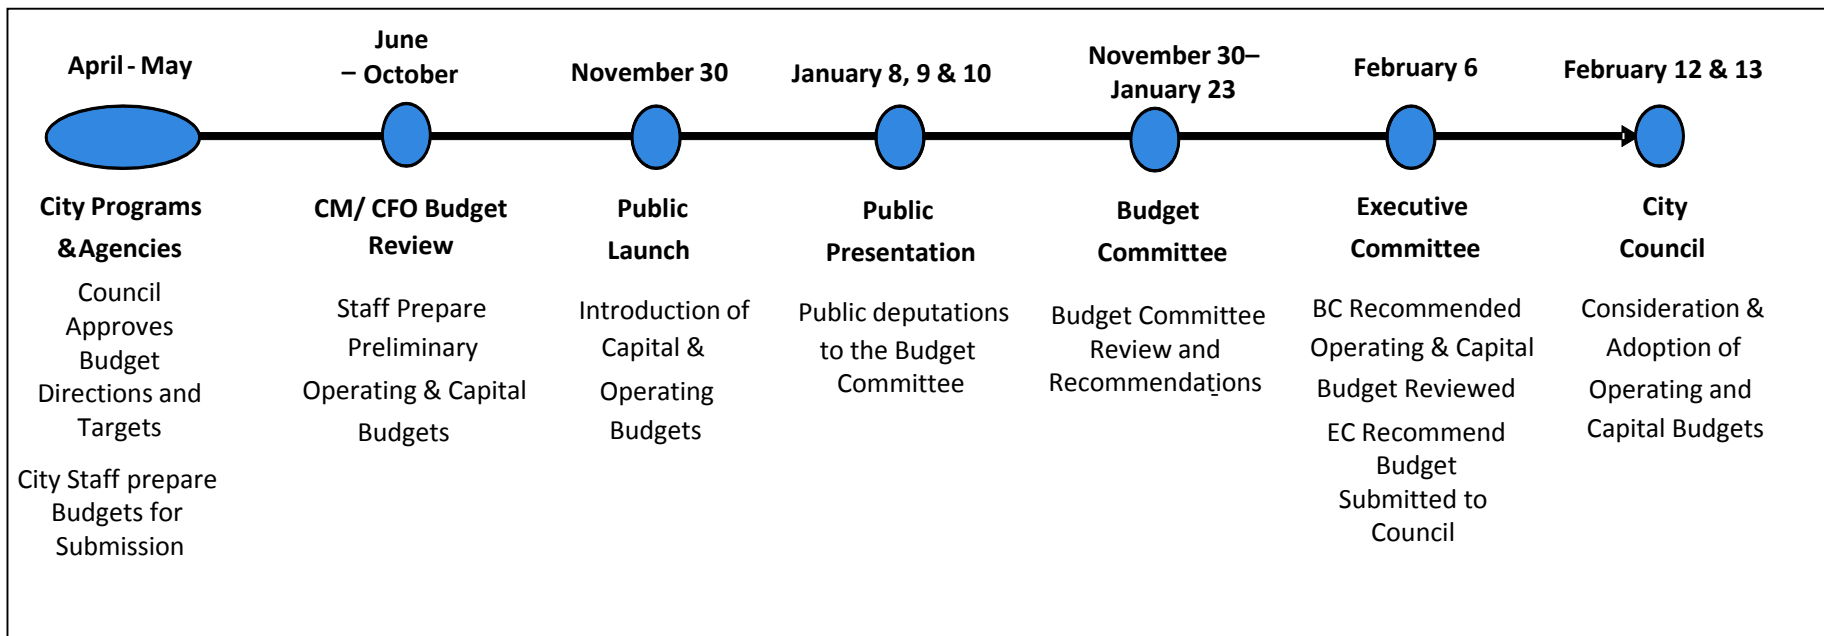 April - May
June
– October
November 30
January 8, 9 & 10
November 30–
January 23
February 6
February 12 & 13
City Programs
&Agencies
Council
Approves
Budget
Directions and
Targets
City Staff prepare
Budgets for
Submission
CM/ CFO Budget
Review
Staff Prepare
Preliminary
Operating & Capital
Budgets
Public
Launch
Introduction of
Capital &
Operating
Budgets
Public
Presentation
Public deputations
to the Budget
Committee
Budget
Committee
Budget Committee
Review and
Recommendations
Executive
Committee
BC Recommended
Operating & Capital
Budget Reviewed
EC Recommend
Budget
Submitted to
Council
City
Council
Consideration &
Adoption of
Operating and
Capital Budgets